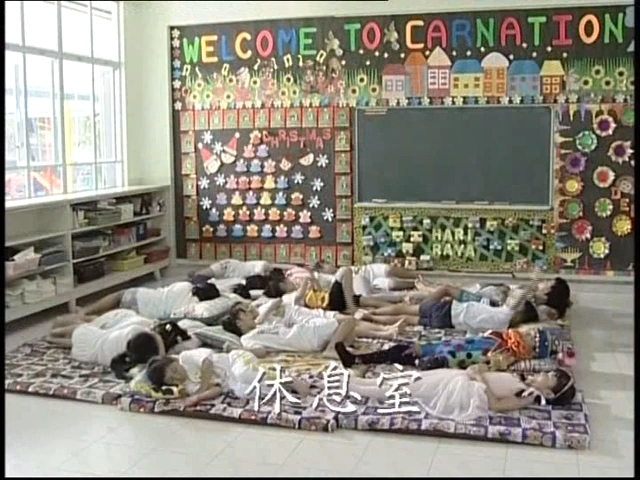 WELCOME TO CARNATION
CHRISTMAS
HARI
RAYA
休息室